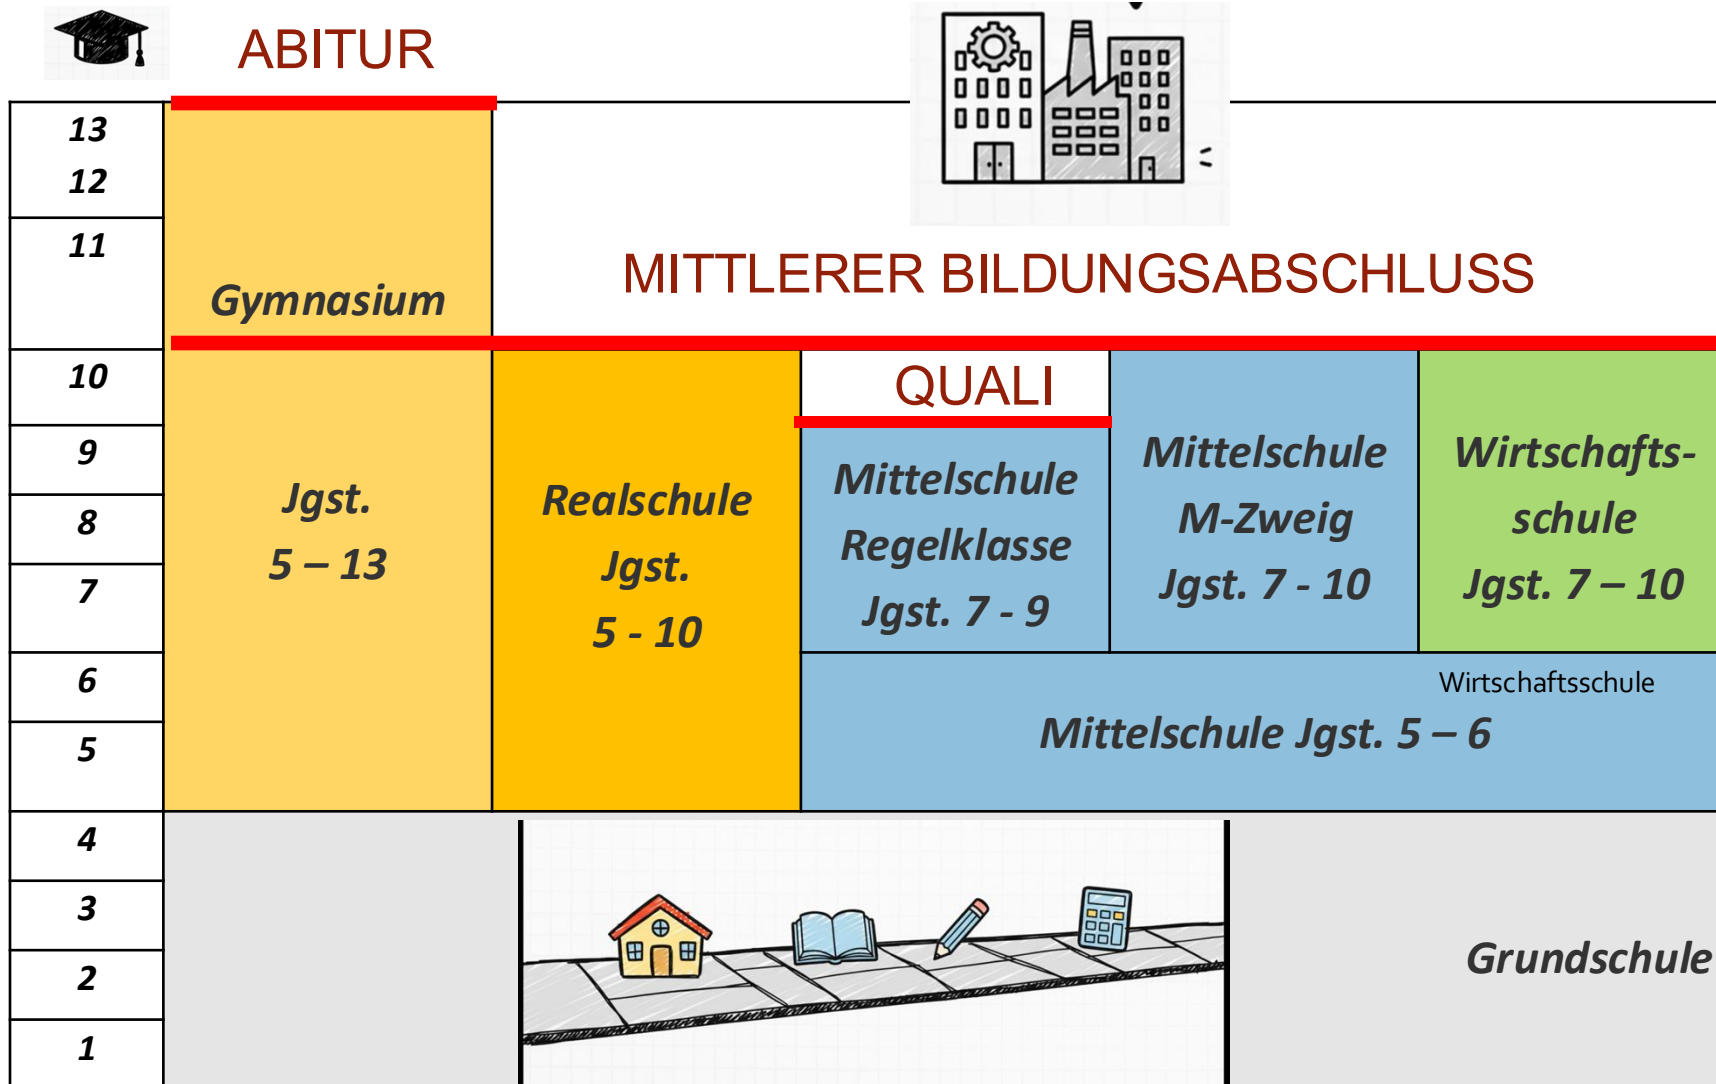 ABITUR
13
12
11
MITTLERER BILDUNGSABSCHLUSS
Gymnasium
10
QUALI
9
8
7
6
5
Jgst.
5 – 13
Realschule
Jgst.
5 - 10
Mittelschule
Regelklasse
Jgst. 7 - 9
Mittelschule
M-Zweig
Jgst. 7 - 10
Wirtschafts-
schule
Jgst. 7 – 10
Wirtschaftsschule
Mittelschule Jgst. 5 – 6
4
3
2
1
Grundschule